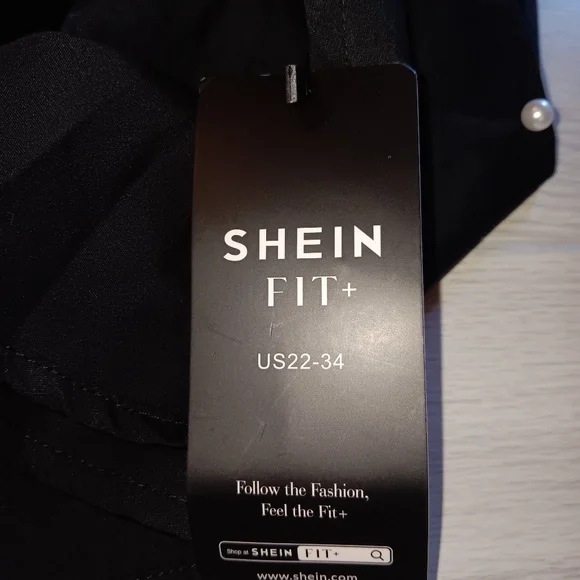 SHEIN
FIT+
US22-34
Follow the Fashion,
Feel the Fit+
Shop at SHEIN FIT+
www.shein.com